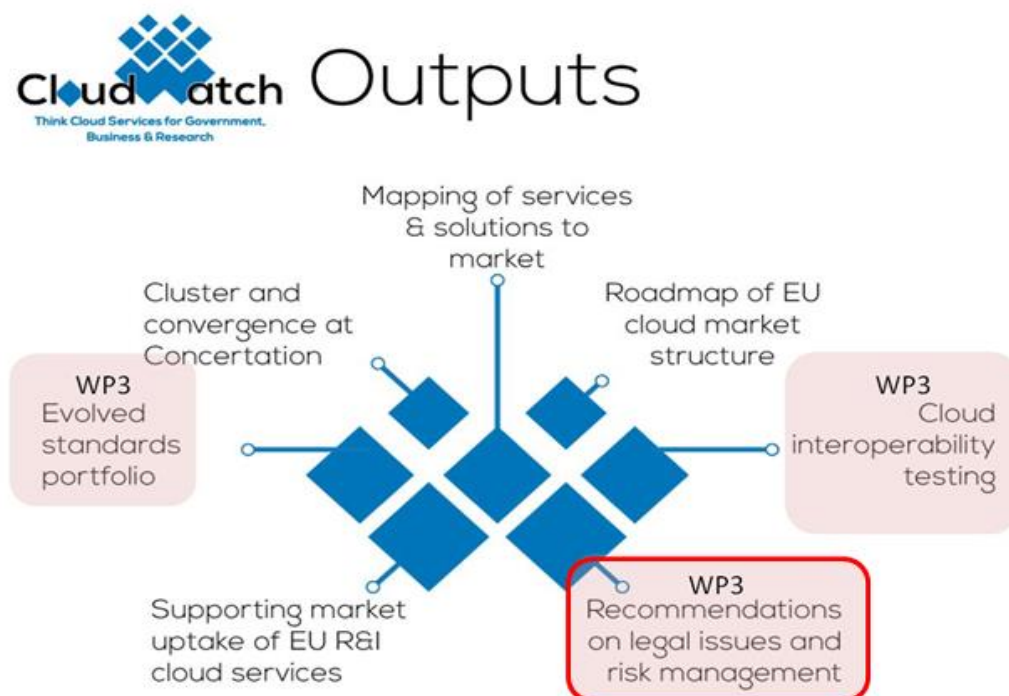 CloudWatch
Think Cloud Services for Government,
Business & Research
Outputs
Mapping of services
& solutions to
market
Cluster and
convergence at
Concertation
Roadmap of EU
cloud market
structure
WP3
Evolved
standards
portfolio
WP3
Cloud
interoperability
testing
Supporting market
uptake of EU R&I
cloud services
WP3
Recommendations
on legal issues and
risk management